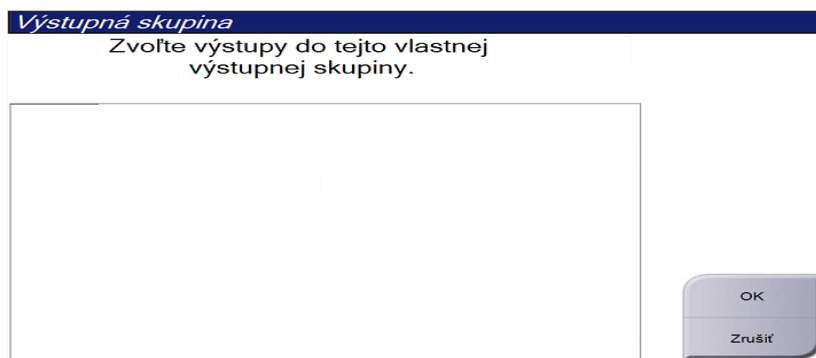 Výstupná skupina
Zvoľte výstupy do tejto vlastnej
výstupnej skupiny.
OK
Zrušiť